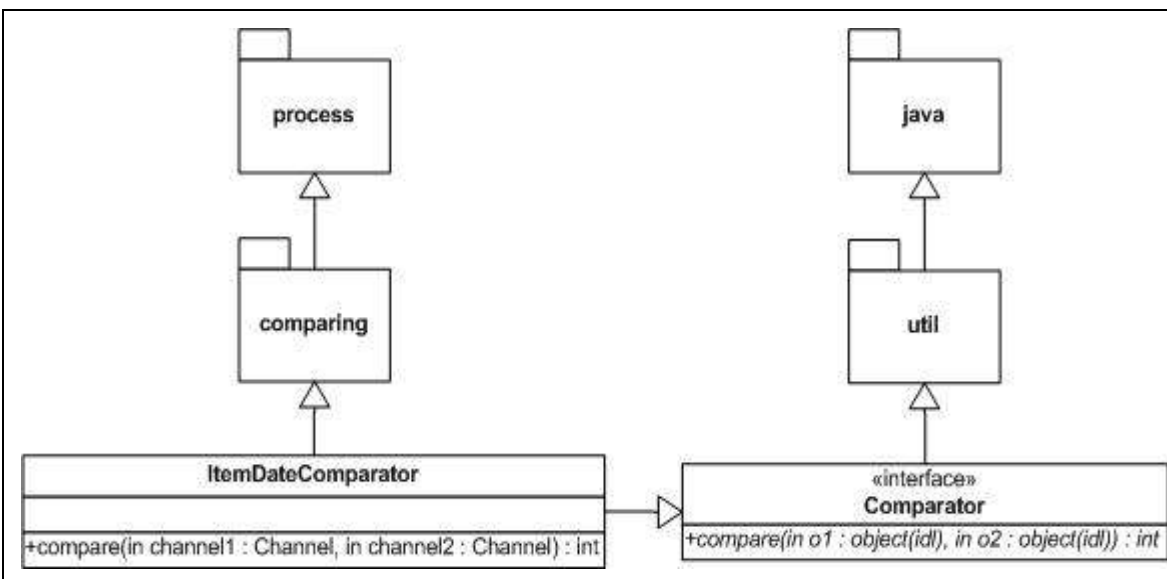 process
java
comparing
util
ItemDateComparator
+compare(in channel1 : Channel, in channel2 : Channel) : int
«interface»
Comparator
+compare(in o1 : object(idl), in o2 : object(idl)) : int